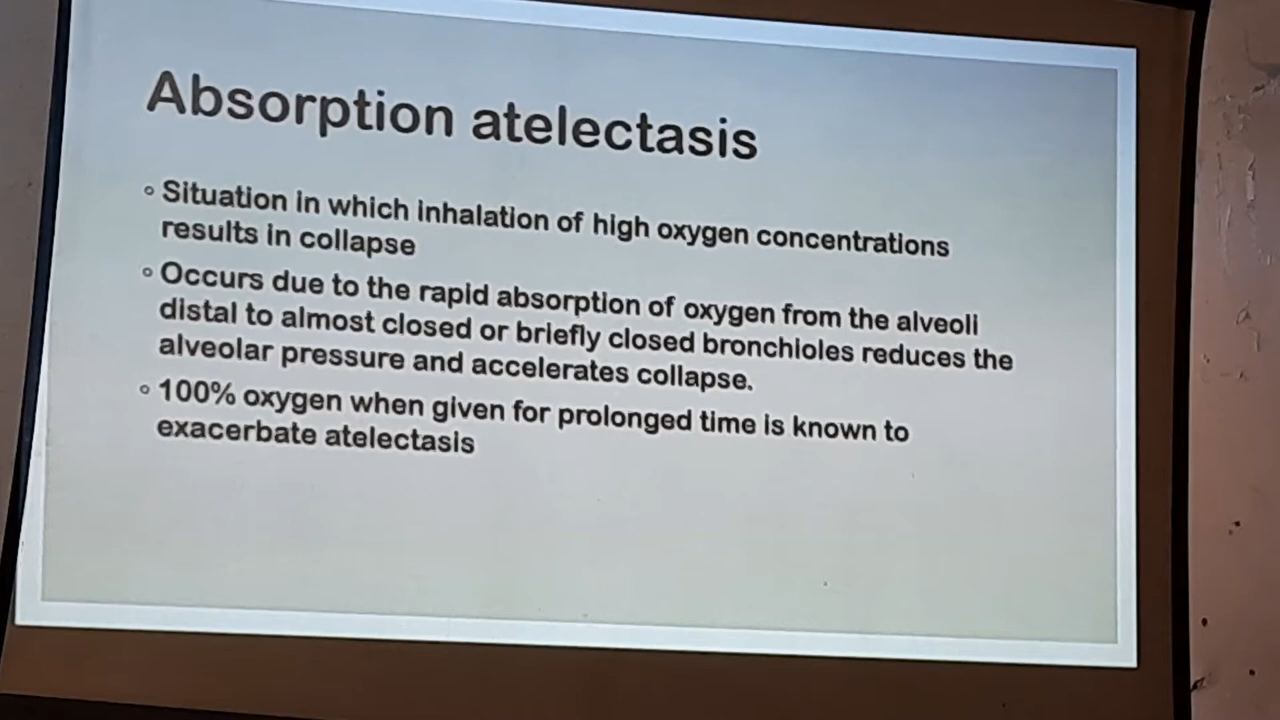 Absorption atelectasis
° Situation in which inhalation of high oxygen concentrations
results in collapse
° Occurs due to the rapid absorption of oxygen from the alveoli
distal to almost closed or briefly closed bronchioles reduces the
alveolar pressure and accelerates collapse.
° 100% oxygen when given for prolonged time is known to
exacerbate atelectasis